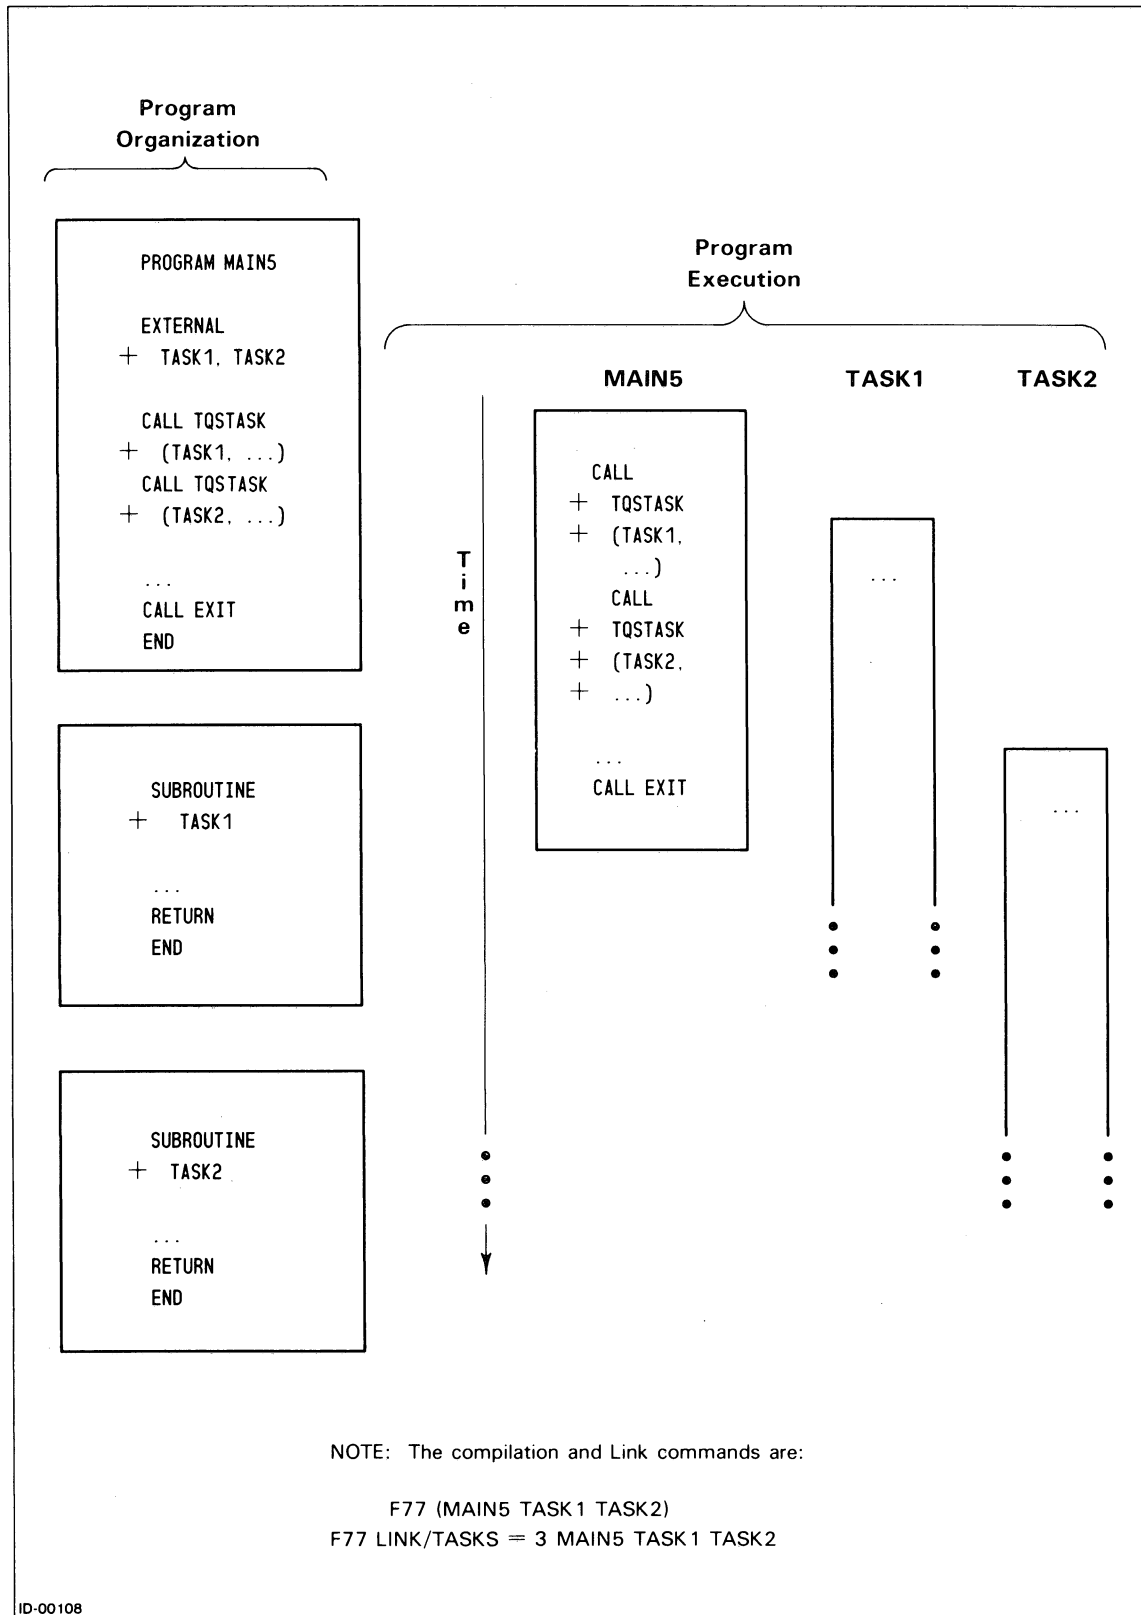 Program
Organization
PROGRAM MAIN5
EXTERNAL
+ TASK1, TASK2
CALL TQSTASK
+ (TASK1, ...)
CALL TQSTASK
+ (TASK2, ...)
...
CALL EXIT
END
SUBROUTINE
+ TASK1
...
RETURN
END
SUBROUTINE
+ TASK2
...
RETURN
END
Program
Execution
MAIN5 TASK1 TASK2
Time
CALL
+ TQSTASK
+ (TASK1,
...)
CALL
+ TQSTASK
+ (TASK2,
+ ...)
...
CALL EXIT
...
...
NOTE: The compilation and Link commands are:
F77 (MAIN5 TASK1 TASK2)
F77 LINK/TASKS = 3 MAIN5 TASK1 TASK2
ID-00108